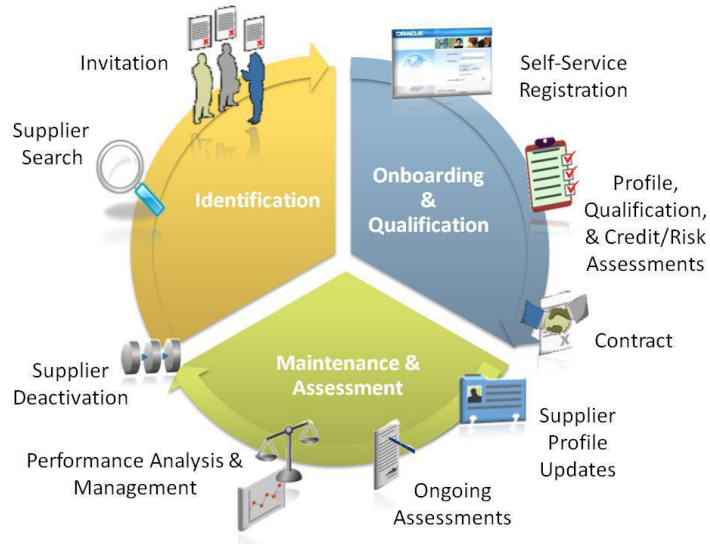 Invitation
Supplier
Search
Identification
ORACLE
Self-Service
Registration
Onboarding
&
Qualification
Profile,
Qualification,
& Credit/Risk
Assessments
Contract
Maintenance &
Assessment
Supplier
Profile
Updates
Ongoing
Assessments
Performance Analysis &
Management
Supplier
Deactivation